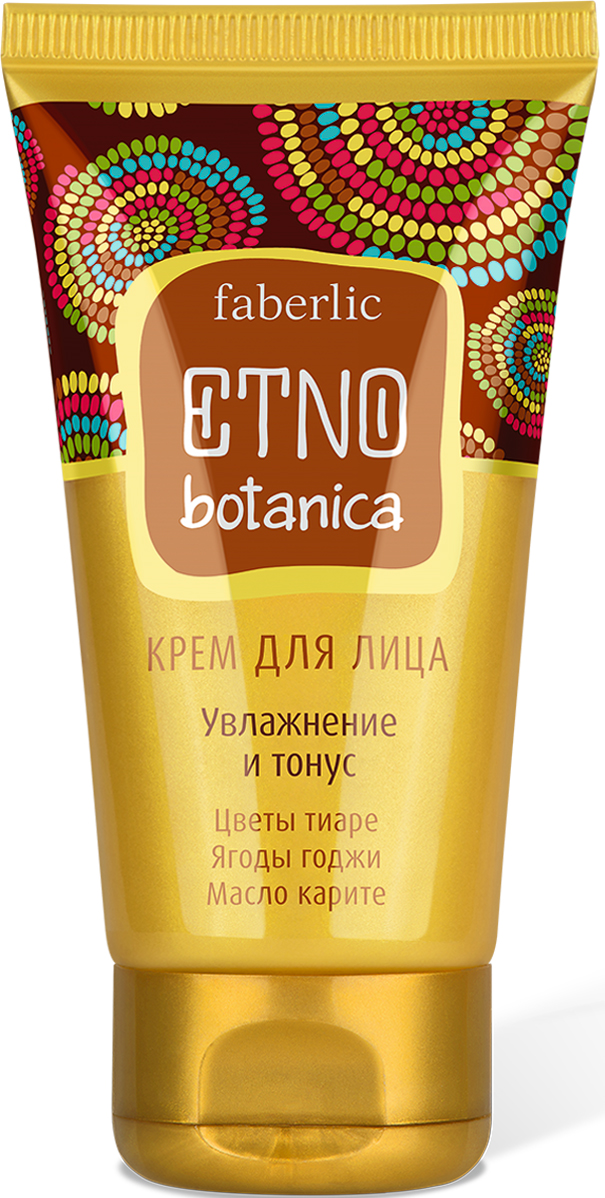 faberlic
ETNO
botanica
Крем для лица
Увлажнение
и тонус
Цветы тиаре
Ягоды годжи
Масло карите